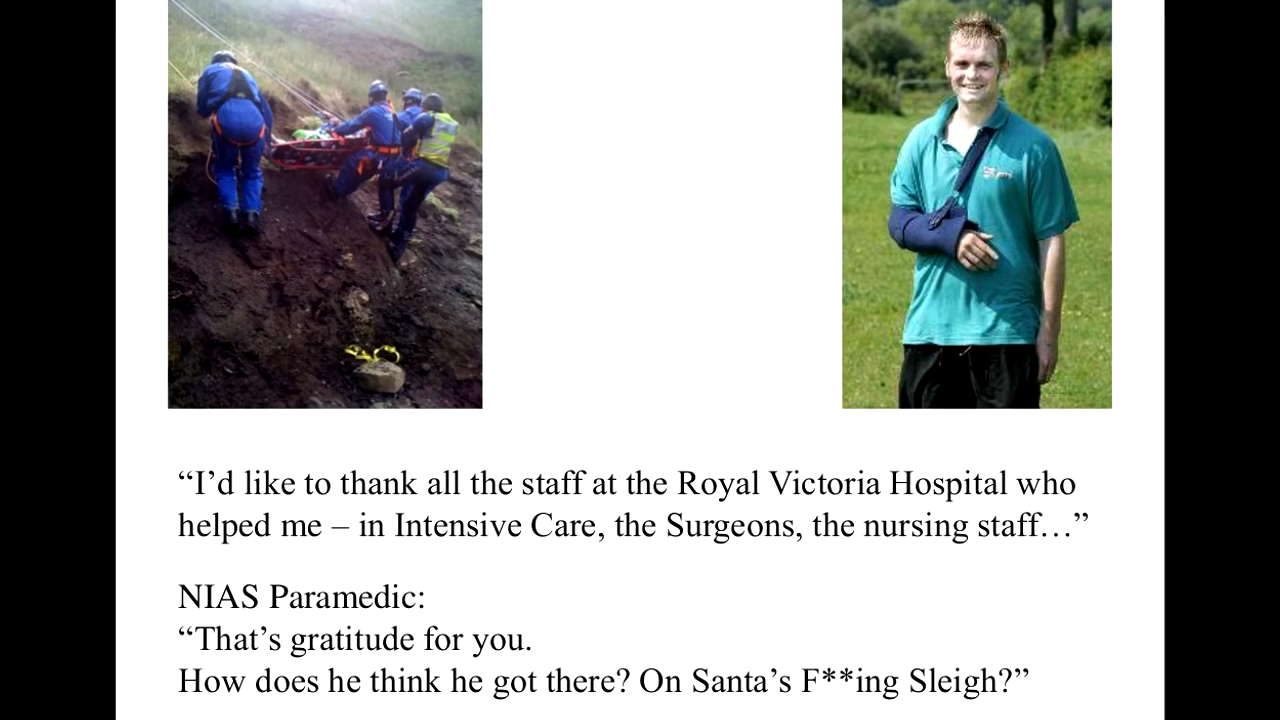 “I’d like to thank all the staff at the Royal Victoria Hospital who
helped me – in Intensive Care, the Surgeons, the nursing staff…”
NIAS Paramedic:
“That’s gratitude for you.
How does he think he got there? On Santa’s F**ing Sleigh?”